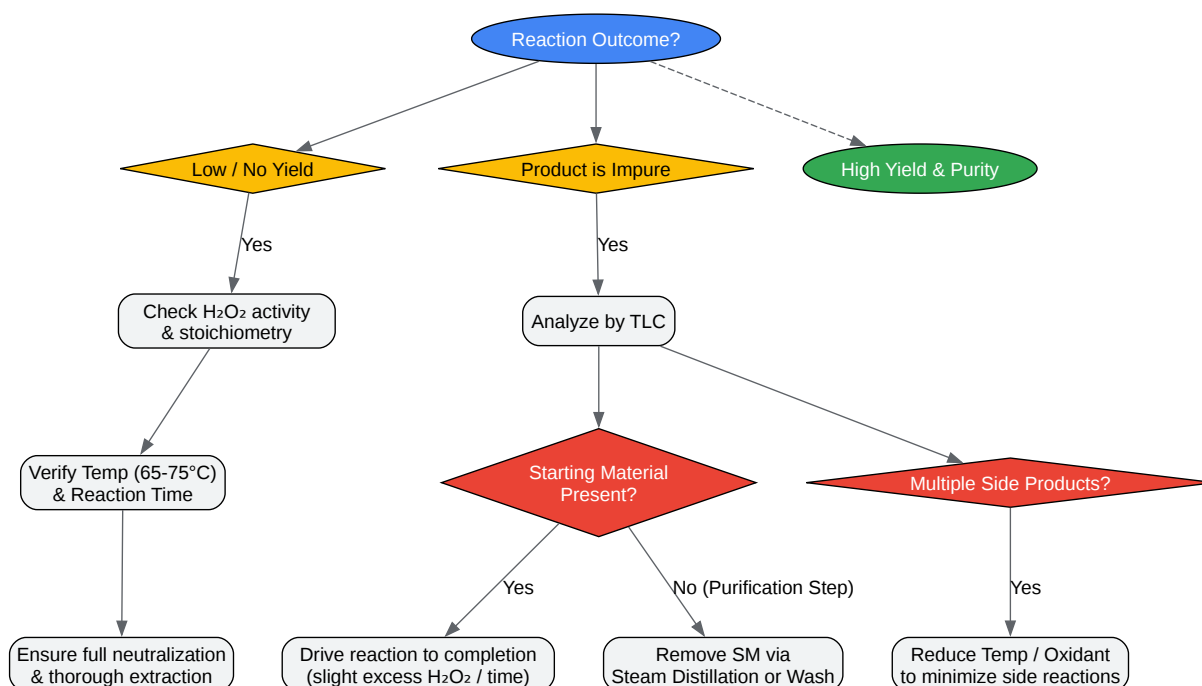 Reaction Outcome?
Low / No Yield
Product is Impure
High Yield & Purity
Yes
Yes
Check H₂O₂ activity
& stoichiometry
Analyze by TLC
Verify Temp (65-75°C)
& Reaction Time
Starting Material
Present?
Multiple Side Products?
Yes
No (Purification Step)
Yes
Ensure full neutralization
& thorough extraction
Drive reaction to completion
(slight excess H₂O₂ / time)
Remove SM via
Steam Distillation or Wash
Reduce Temp / Oxidant
to minimize side reactions